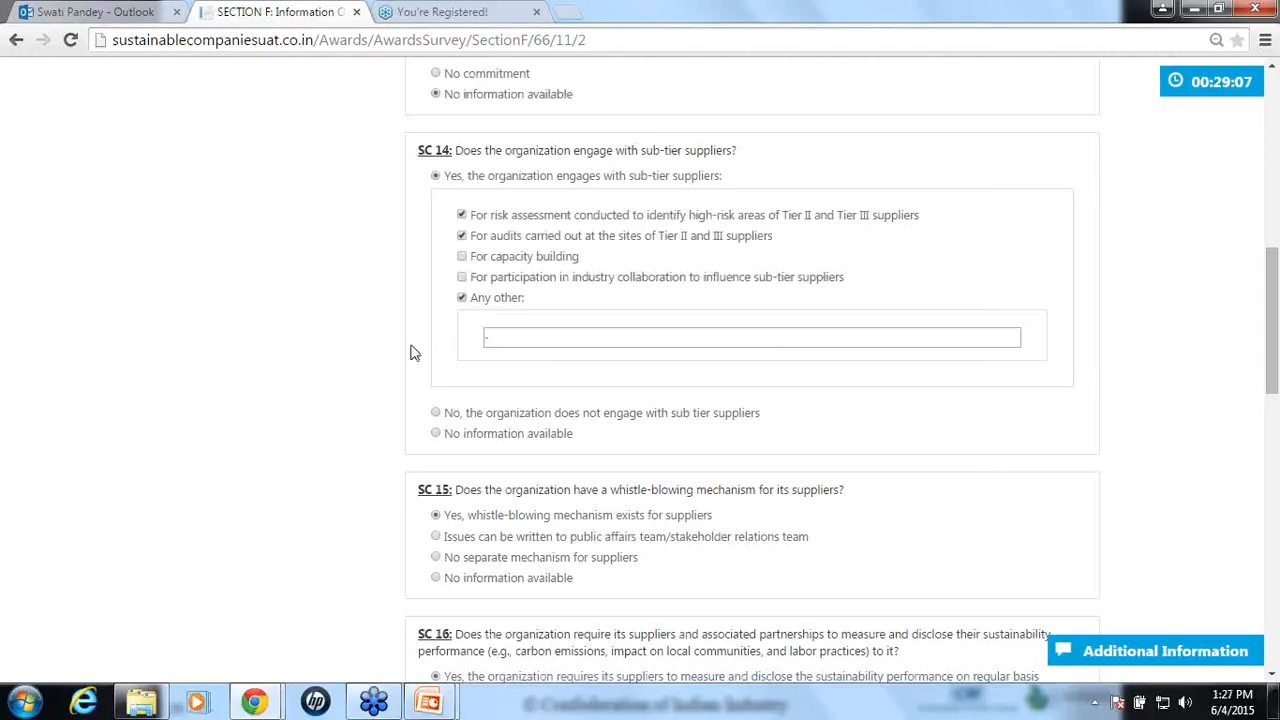 Swati Pandey - Outlook
SECTION F: Information C
You're Registered!
sustainablecompaniesuat.co.in/Awards/AwardsSurvey/SectionF/66/11/2
00:29:07
No commitment
No information available
SC 14: Does the organization engage with sub-tier suppliers?
Yes, the organization engages with sub-tier suppliers:
For risk assessment conducted to identify high-risk areas of Tier II and Tier III suppliers
For audits carried out at the sites of Tier II and III suppliers
For capacity building
For participation in industry collaboration to influence sub-tier suppliers
Any other:
-
No, the organization does not engage with sub tier suppliers
No information available
SC 15: Does the organization have a whistle-blowing mechanism for its suppliers?
Yes, whistle-blowing mechanism exists for suppliers
Issues can be written to public affairs team/stakeholder relations team
No separate mechanism for suppliers
No information available
SC 16: Does the organization require its suppliers and associated partnerships to measure and disclose their sustainability
performance (e.g., carbon emissions, impact on local communities, and labor practices) to it?
Yes, the organization requires its suppliers to measure and disclose the sustainability performance on regular basis
Additional Information
1:27 PM
6/4/2015